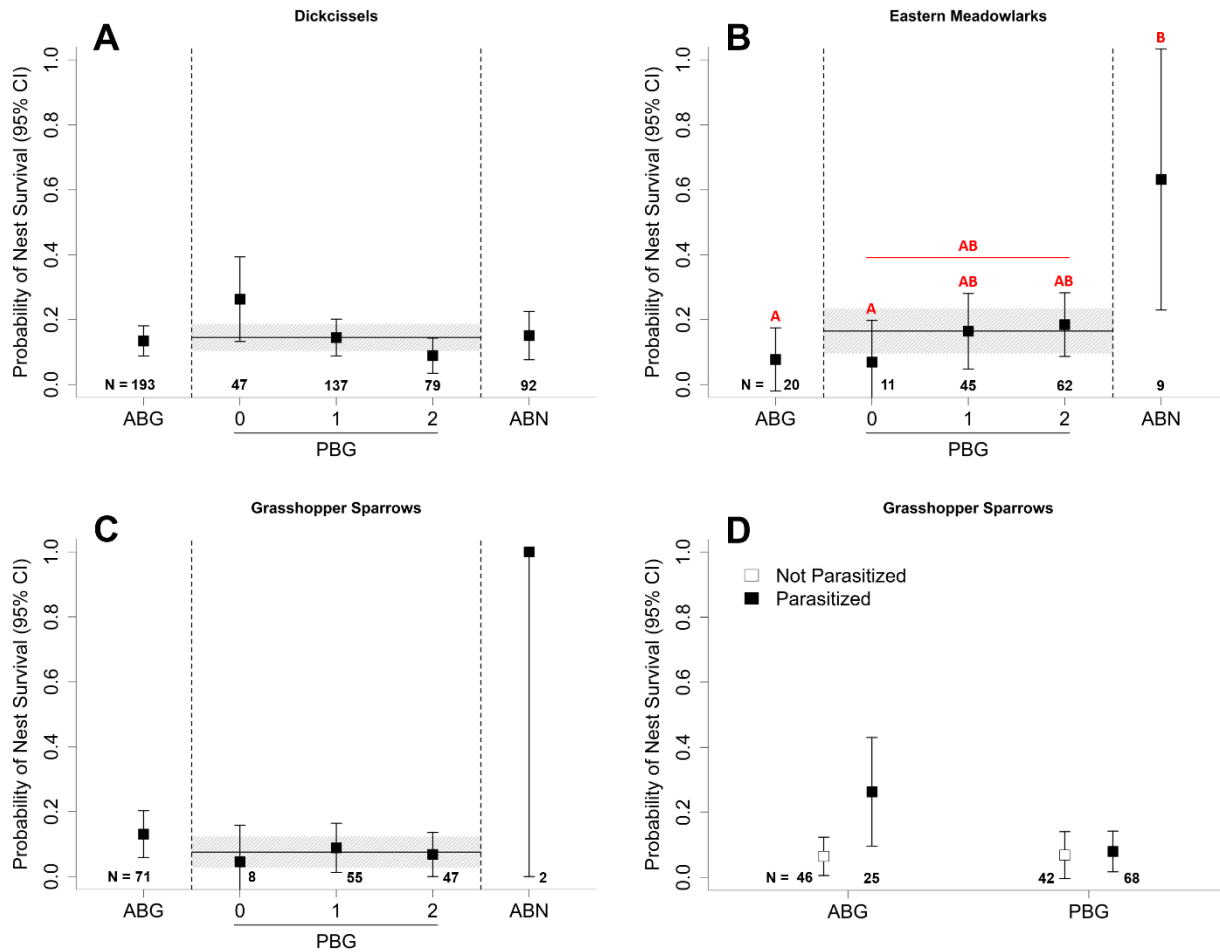 Dickcissels
A
Probability of Nest Survival (95% CI)
1.0
0.8
0.6
0.4
0.2
0.0
N = 193 47 137 79 92
ABG 0 1 2 ABN
PBG
Eastern Meadowlarks
B
Probability of Nest Survival (95% CI)
1.0
0.8
0.6
0.4
0.2
0.0
B
AB
A A AB AB
N = 20 11 45 62 9
ABG 0 1 2 ABN
PBG
Grasshopper Sparrows
C
Probability of Nest Survival (95% CI)
1.0
0.8
0.6
0.4
0.2
0.0
N = 71 8 55 47 2
ABG 0 1 2 ABN
PBG
Grasshopper Sparrows
D
Probability of Nest Survival (95% CI)
1.0
0.8
0.6
0.4
0.2
0.0
Not Parasitized
Parasitized
N = 46 25 42 68
ABG PBG